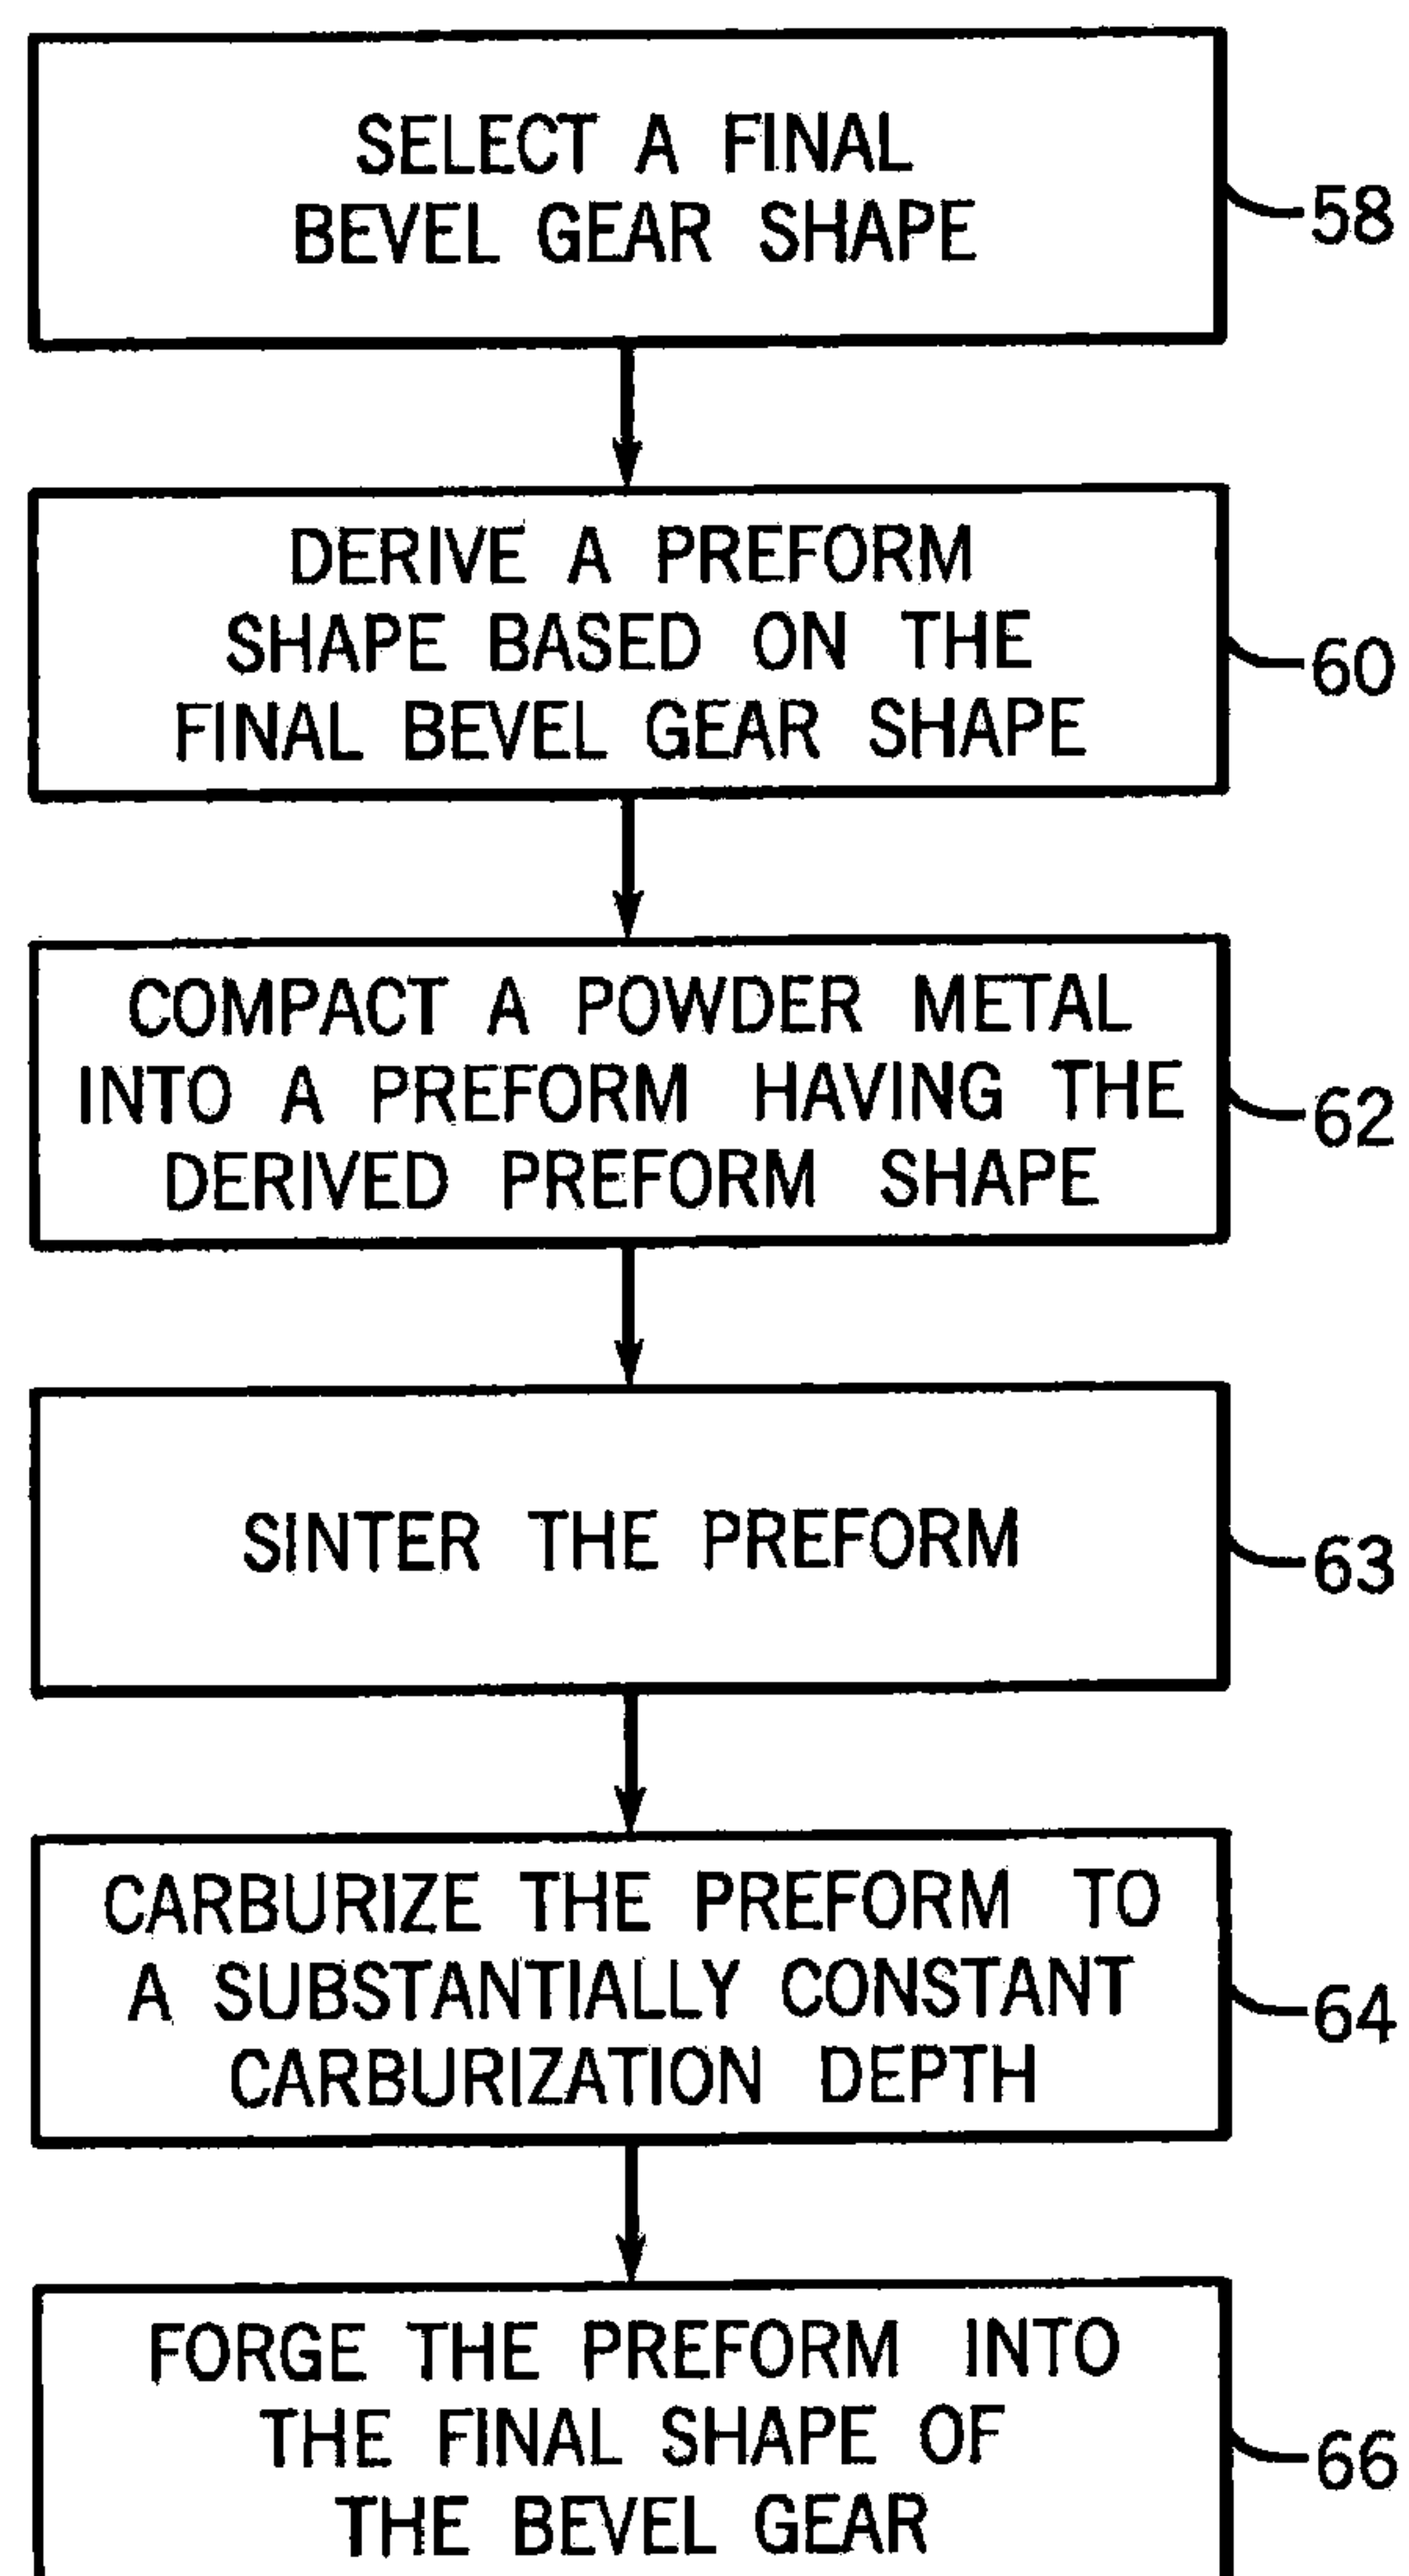 SELECT A FINAL
BEVEL GEAR SHAPE
58
DERIVE A PREFORM
SHAPE BASED ON THE
FINAL BEVEL GEAR SHAPE
60
COMPACT A POWDER METAL
INTO A PREFORM HAVING THE
DERIVED PREFORM SHAPE
62
SINTER THE PREFORM
63
CARBURIZE THE PREFORM TO
A SUBSTANTIALLY CONSTANT
CARBURIZATION DEPTH
64
FORGE THE PREFORM INTO
THE FINAL SHAPE OF
THE BEVEL GEAR
66